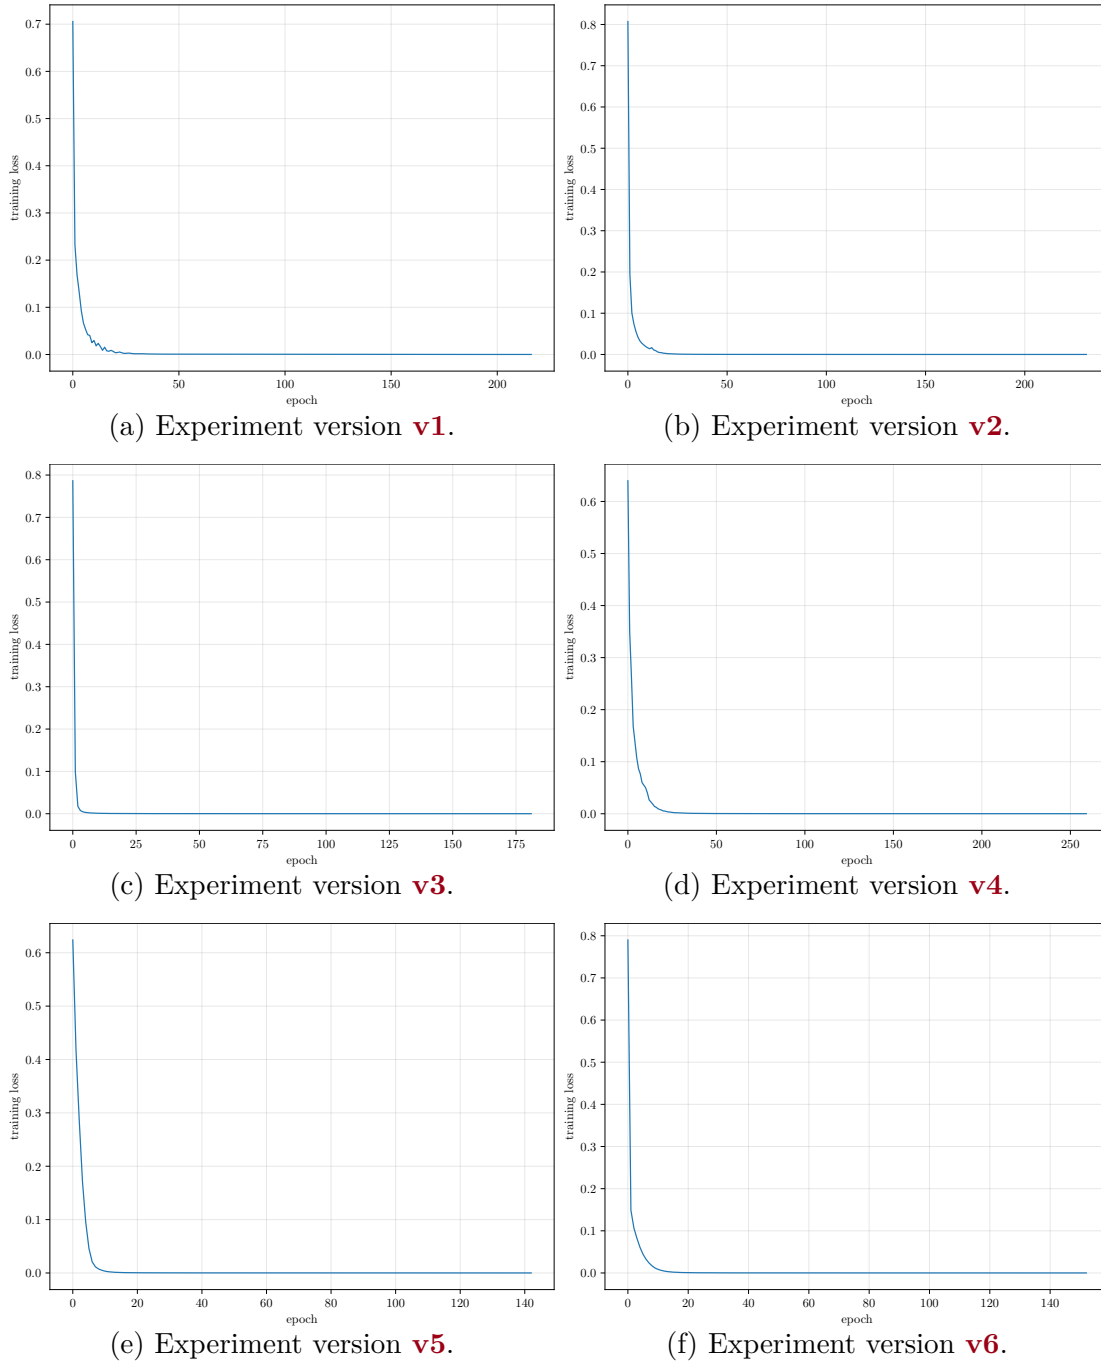 0.7
0.6
0.5
0.4
0.3
0.2
0.1
0.0
training loss
0 50 100 150 200
epoch
(a) Experiment version v1.
0.8
0.7
0.6
0.5
0.4
0.3
0.2
0.1
0.0
training loss
0 50 100 150 200
epoch
(b) Experiment version v2.
0.8
0.7
0.6
0.5
0.4
0.3
0.2
0.1
0.0
training loss
0 25 50 75 100 125 150 175
epoch
(c) Experiment version v3.
0.6
0.5
0.4
0.3
0.2
0.1
0.0
training loss
0 50 100 150 200 250
epoch
(d) Experiment version v4.
0.6
0.5
0.4
0.3
0.2
0.1
0.0
training loss
0 20 40 60 80 100 120 140
epoch
(e) Experiment version v5.
0.8
0.7
0.6
0.5
0.4
0.3
0.2
0.1
0.0
training loss
0 20 40 60 80 100 120 140
epoch
(f) Experiment version v6.